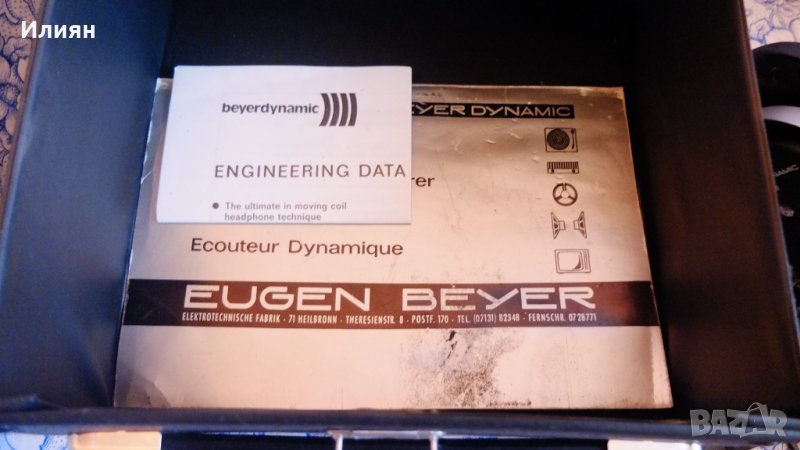 Илиян
beyerdynamic
BEYER DYNAMIC
ENGINEERING DATA
rer
● The ultimate in moving coil
headphone technique
Ecouteur Dynamique
EUGEN BEYER
ELEKTROTECHNISCHE FABRIK · 71 HEILBRONN · THERESIENSTR. 8 · POSTF. 170 · TEL. (07131) 82348 · FERNSCHR. 0728771
BAZAR